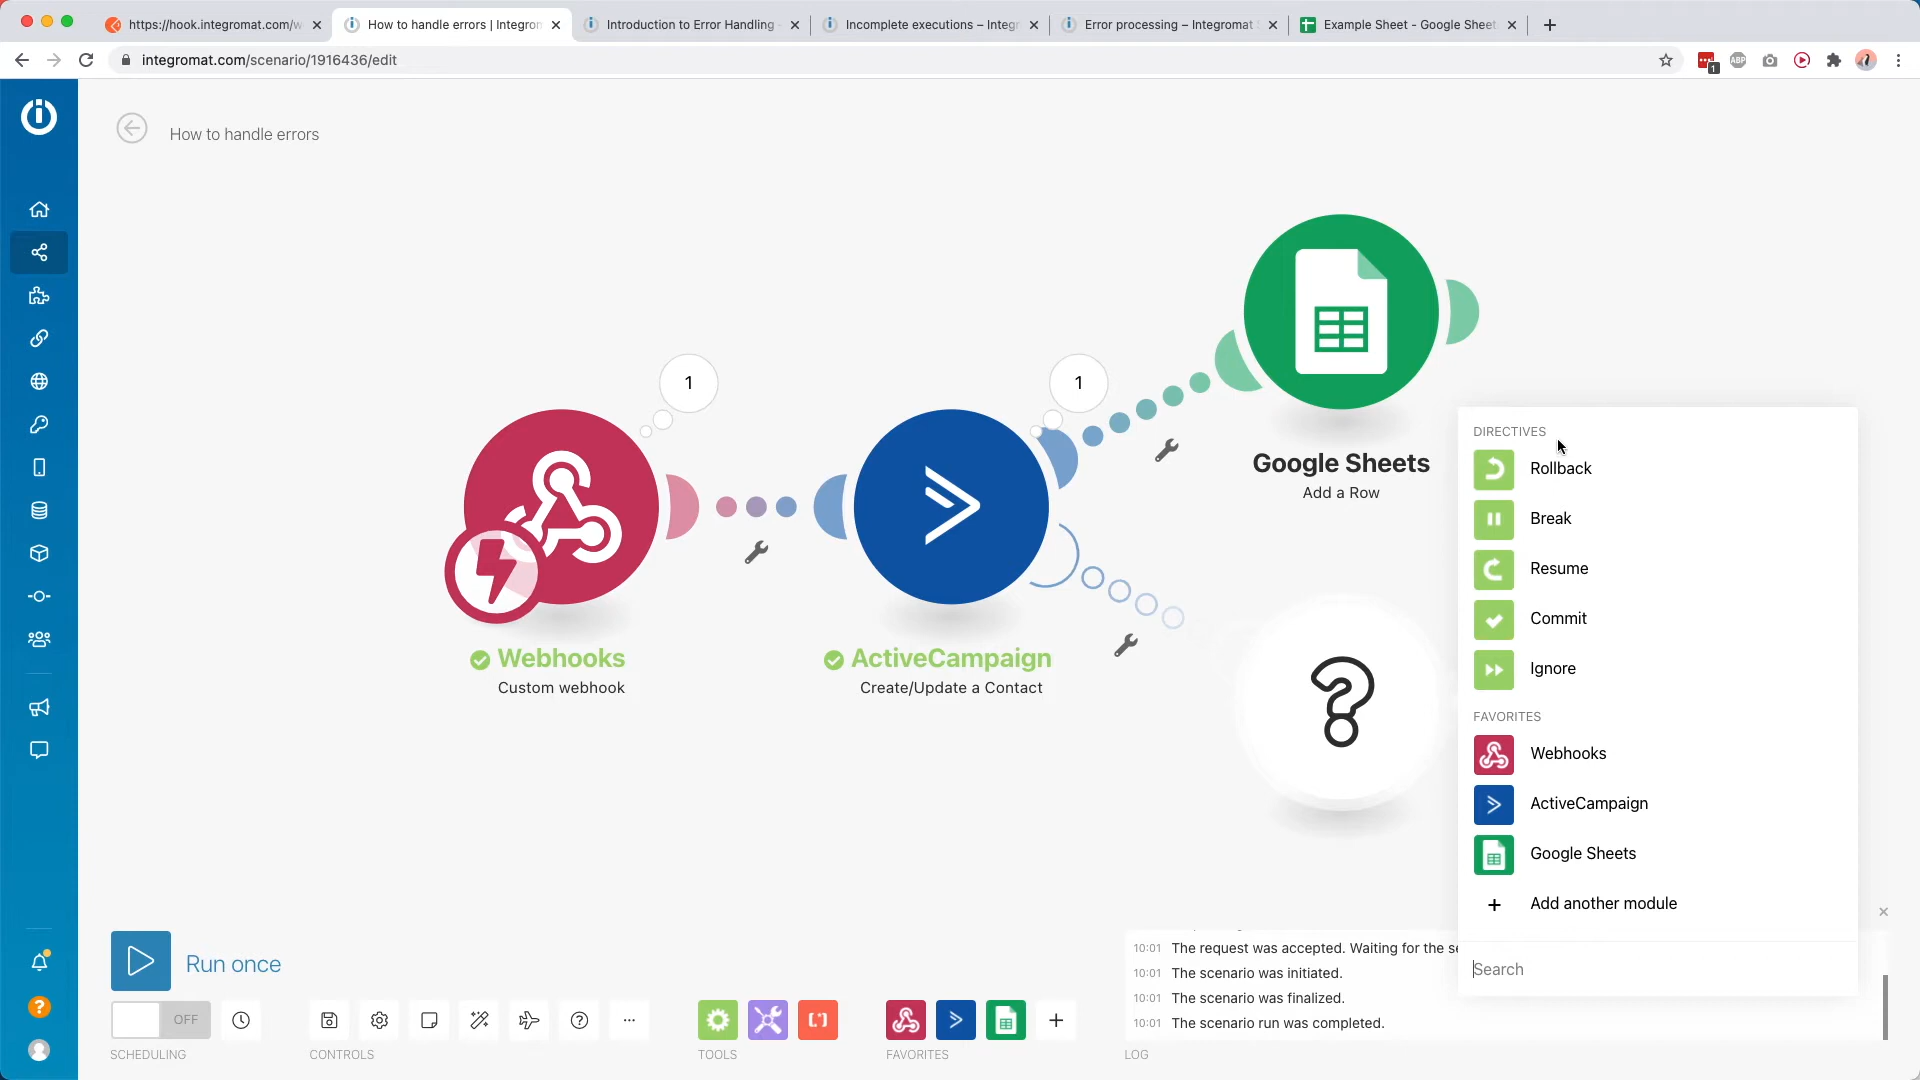 https://hook.integromat.com/w
How to handle errors | Integrom
Introduction to Error Handling
Incomplete executions – Integr
Error processing – Integromat
Example Sheet - Google Sheet
integromat.com/scenario/1916436/edit
1
ABP
How to handle errors
1
1
Google Sheets
Add a Row
Webhooks
Custom webhook
ActiveCampaign
Create/Update a Contact
DIRECTIVES
Rollback
Break
Resume
Commit
Ignore
FAVORITES
Webhooks
ActiveCampaign
Google Sheets
Add another module
Search
Run once
OFF
SCHEDULING
CONTROLS
TOOLS
FAVORITES
10:01 The request was accepted. Waiting for the se
10:01 The scenario was initiated.
10:01 The scenario was finalized.
10:01 The scenario run was completed.
LOG